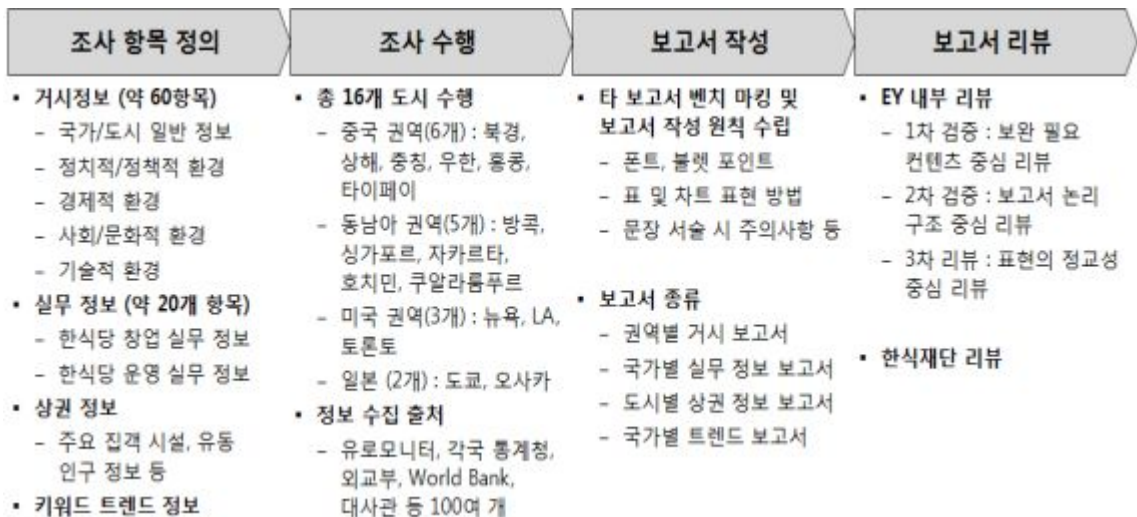 조사 항목 정의
▪ 거시정보 (약 60항목)
– 국가/도시 일반 정보
– 정치적/정책적 환경
– 경제적 환경
– 사회/문화적 환경
– 기술적 환경
▪ 실무 정보 (약 20개 항목)
– 한식당 창업 실무 정보
– 한식당 운영 실무 정보
▪ 상권 정보
– 주요 집객 시설, 유동
인구 정보 등
▪ 키워드 트렌드 정보
조사 수행
▪ 총 16개 도시 수행
– 중국 권역(6개) : 북경,
상해, 중칭, 우한, 홍콩,
타이페이
– 동남아 권역(5개) : 방콕,
싱가포르, 자카르타,
호치민, 쿠알라룸푸르
– 미국 권역(3개) : 뉴욕, LA,
토론토
– 일본 (2개) : 도쿄, 오사카
▪ 정보 수집 출처
– 유로모니터, 각국 통계청,
외교부, World Bank,
대사관 등 100여 개
보고서 작성
▪ 타 보고서 벤치 마킹 및
보고서 작성 원칙 수립
– 폰트, 불렛 포인트
– 표 및 차트 표현 방법
– 문장 서술 시 주의사항 등
▪ 보고서 종류
– 권역별 거시 보고서
– 국가별 실무 정보 보고서
– 도시별 상권 정보 보고서
– 국가별 트렌드 보고서
보고서 리뷰
▪ EY 내부 리뷰
– 1차 검증 : 보완 필요
컨텐츠 중심 리뷰
– 2차 검증 : 보고서 논리
구조 중심 리뷰
– 3차 리뷰 : 표현의 정교성
중심 리뷰
▪ 한식재단 리뷰